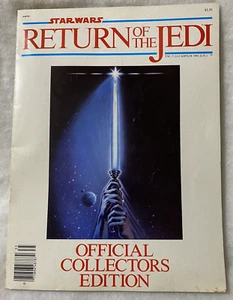 STAR WARS
RETURN OF THE JEDI
OFFICIAL
COLLECTORS
EDITION